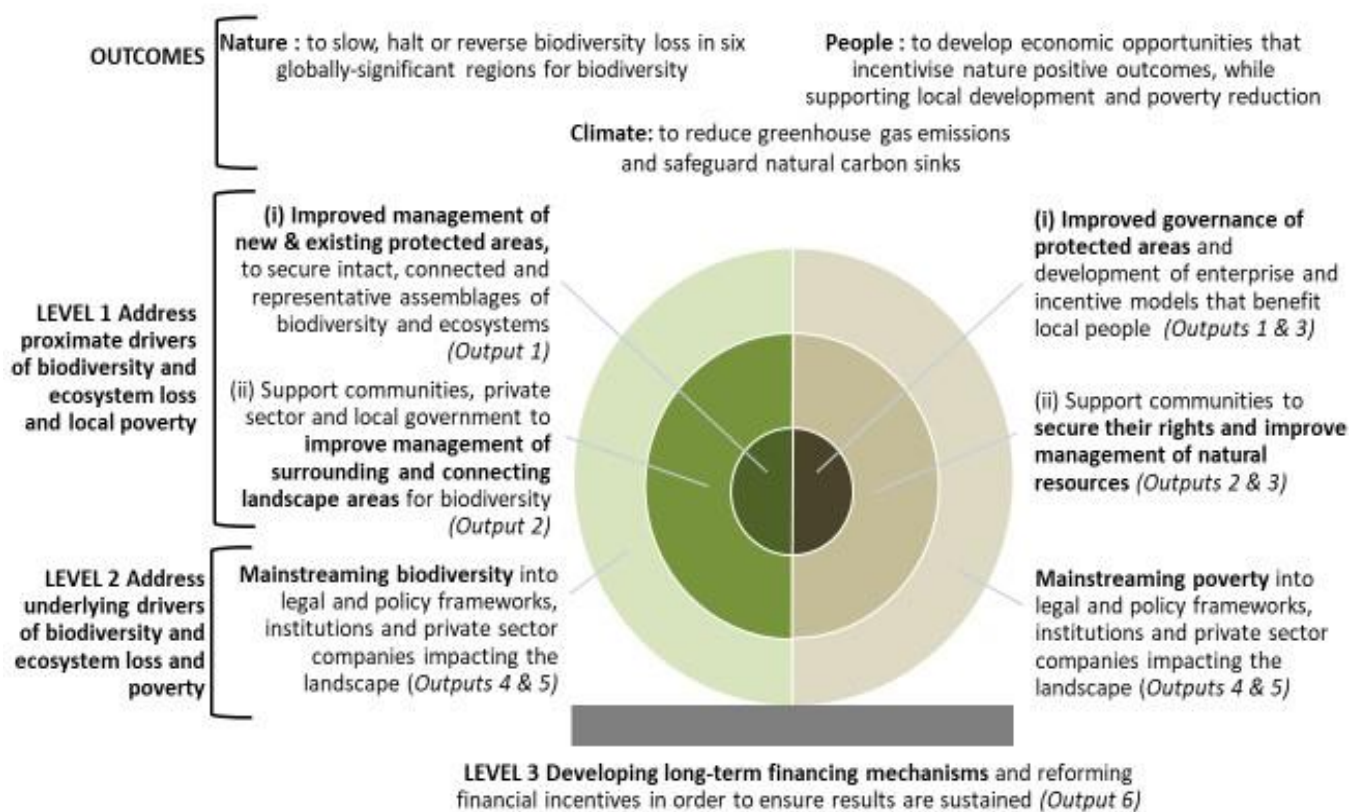 OUTCOMES
Nature : to slow, halt or reverse biodiversity loss in six
globally-significant regions for biodiversity
People : to develop economic opportunities that
incentivise nature positive outcomes, while
supporting local development and poverty reduction
Climate: to reduce greenhouse gas emissions
and safeguard natural carbon sinks
LEVEL 1 Address
proximate drivers
of biodiversity and
ecosystem loss
and local poverty
(i) Improved management of
new & existing protected areas,
to secure intact, connected and
representative assemblages of
biodiversity and ecosystems
(Output 1)
(ii) Support communities, private
sector and local government to
improve management of
surrounding and connecting
landscape areas for biodiversity
(Output 2)
(i) Improved governance of
protected areas and
development of enterprise and
incentive models that benefit
local people (Outputs 1 & 3)
(ii) Support communities to
secure their rights and improve
management of natural
resources (Outputs 2 & 3)
LEVEL 2 Address
underlying drivers
of biodiversity and
ecosystem loss and
poverty
Mainstreaming biodiversity into
legal and policy frameworks,
institutions and private sector
companies impacting the
landscape (Outputs 4 & 5)
Mainstreaming poverty into
legal and policy frameworks,
institutions and private sector
companies impacting the
landscape (Outputs 4 & 5)
LEVEL 3 Developing long-term financing mechanisms and reforming
financial incentives in order to ensure results are sustained (Output 6)